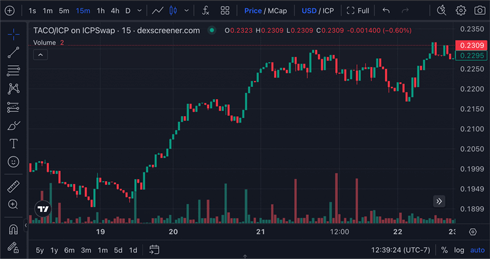 1s 1m 5m 15m 1h 4h D Price / MCap USD / ICP Full
TACO/ICP on ICPSwap · 15 · dexscreener.com O0.2323 H0.2309 L0.2309 C0.2309 -0.001400 (-0.60%)
Volume 2
0.2350
0.2309
0.2295
0.2250
0.2200
0.2150
0.2100
0.2050
0.1999
0.1949
0.1899
19 20 21 12:00 22 23
5y 1y 6m 3m 1m 5d 1d 12:39:24 (UTC-7) % log auto